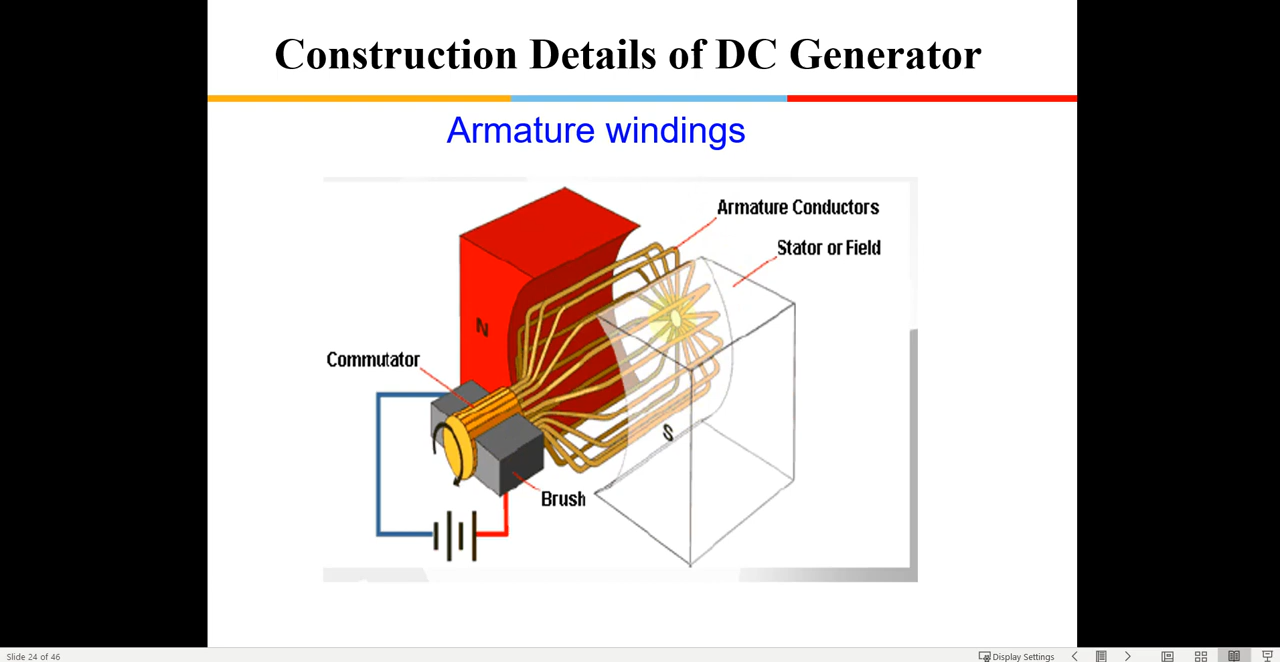 Construction Details of DC Generator
Armature windings
Armature Conductors
Stator or Field
N
Commutator
S
Brush
Slide 24 of 46
Display Settings